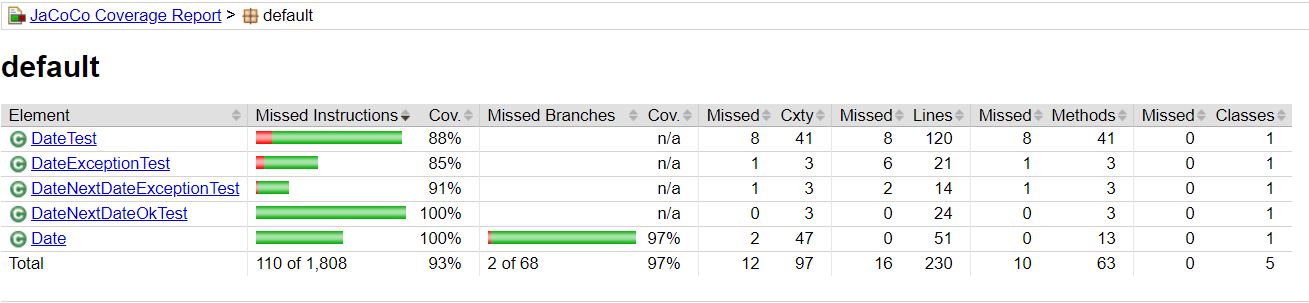 JaCoCo Coverage Report > default
default
Element Missed Instructions Cov. Missed Branches Cov. Missed Cxty Missed Lines Missed Methods Missed Classes
DateTest 88% n/a 8 41 8 120 8 41 0 1
DateExceptionTest 85% n/a 1 3 6 21 1 3 0 1
DateNextDateExceptionTest 91% n/a 1 3 2 14 1 3 0 1
DateNextDateOkTest 100% n/a 0 3 0 24 0 3 0 1
Date 100% 97% 2 47 0 51 0 13 0 1
Total 110 of 1,808 93% 2 of 68 97% 12 97 16 230 10 63 0 5